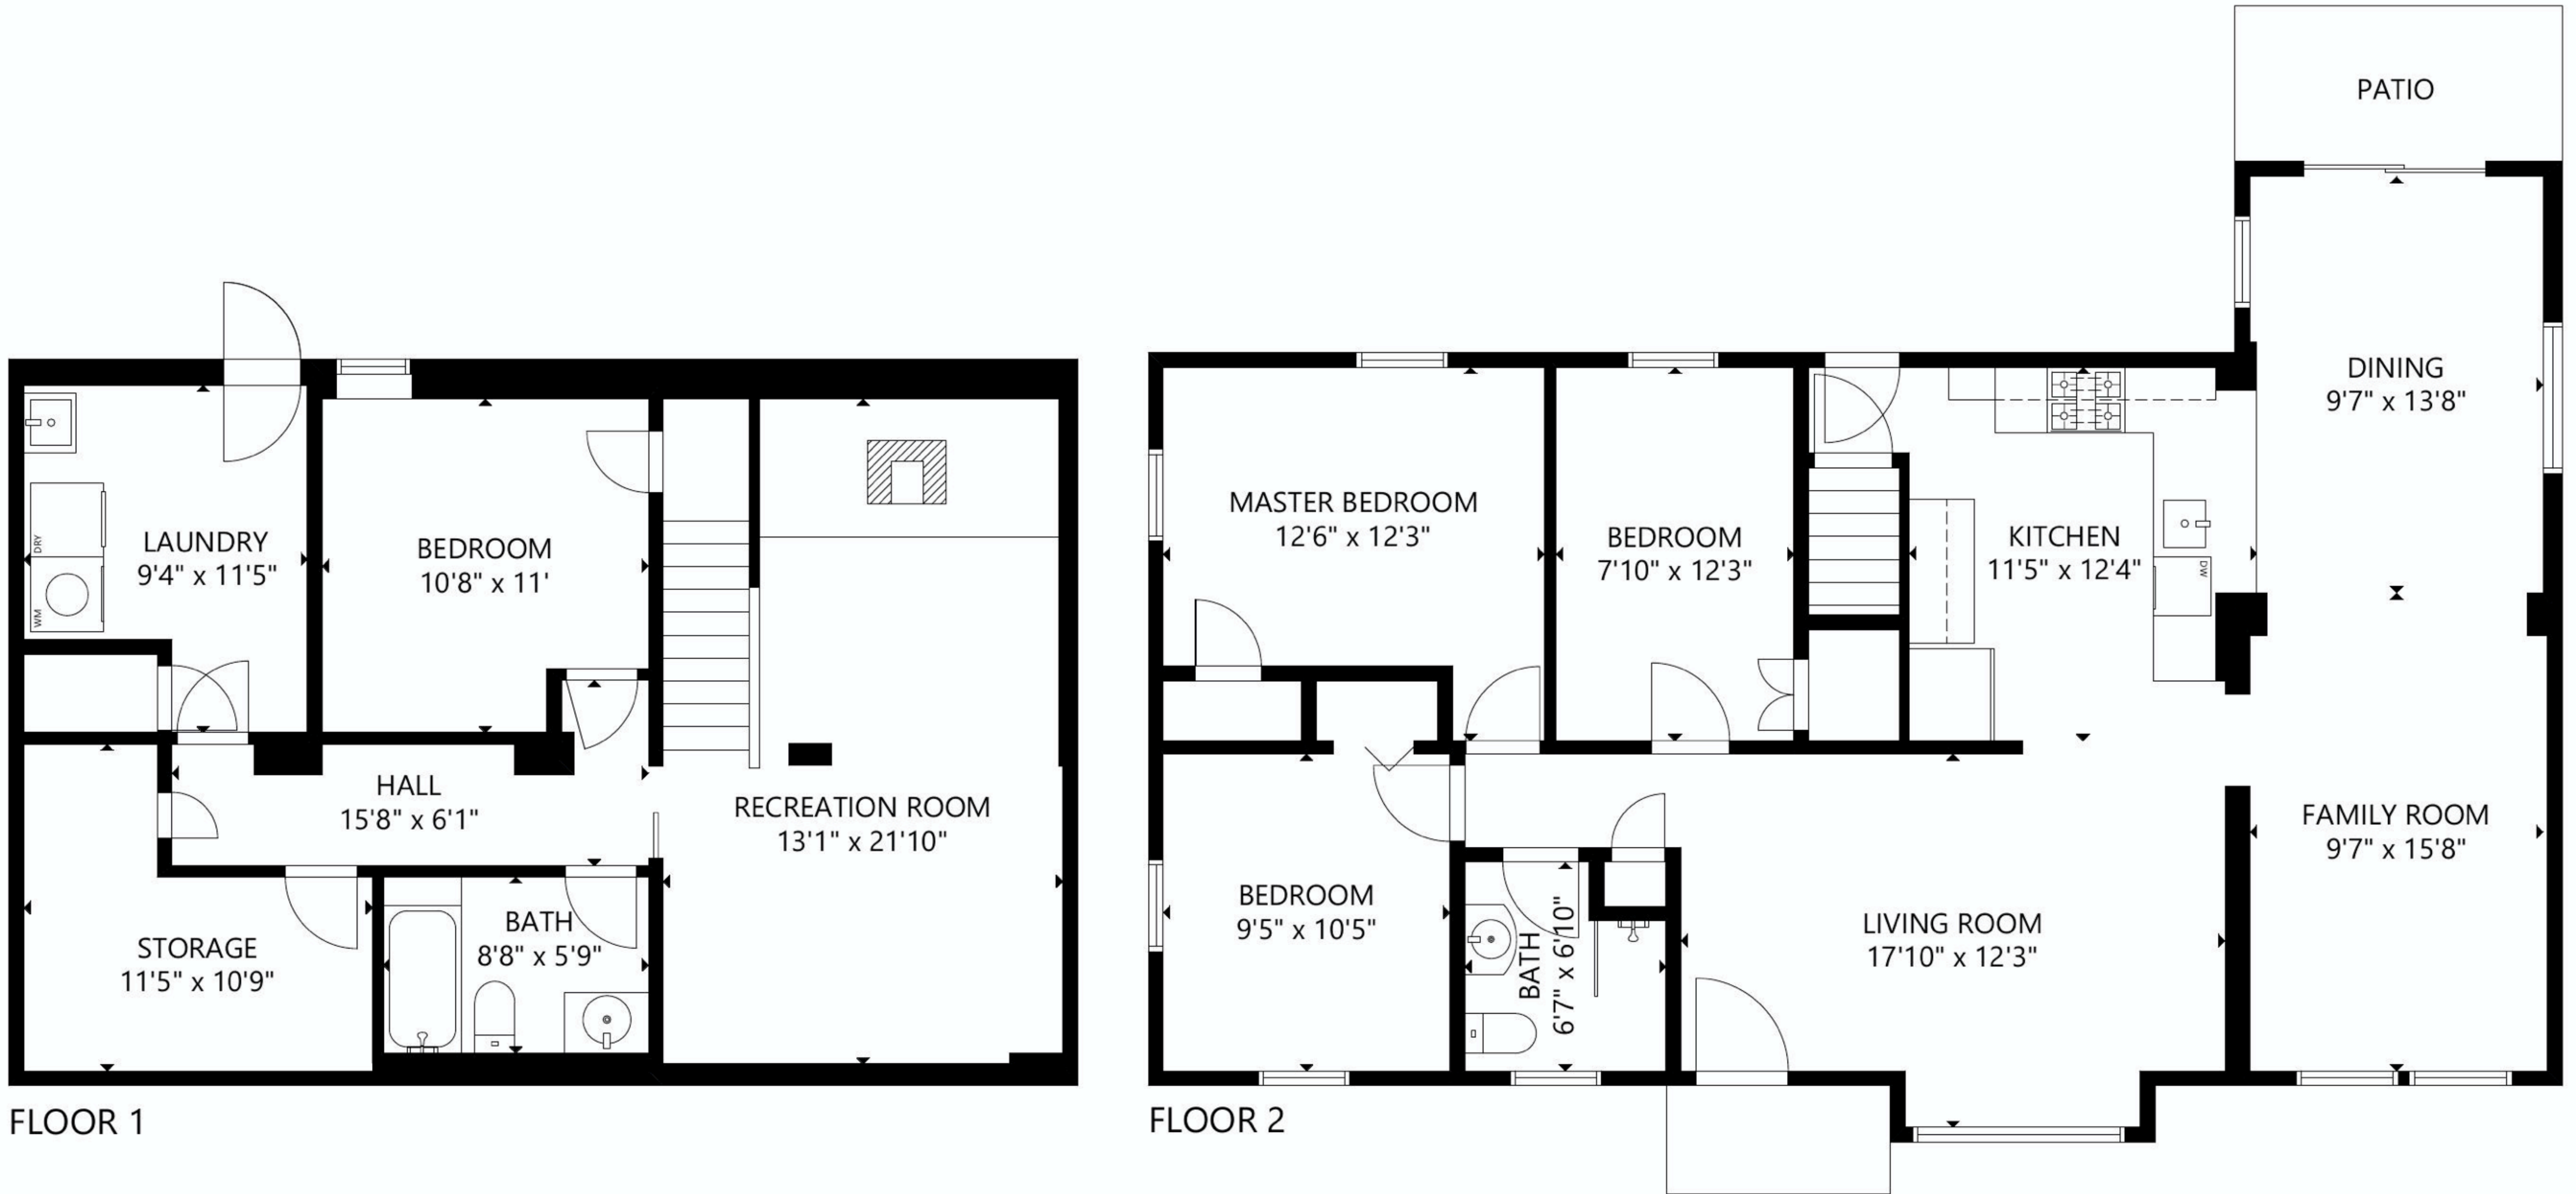 PATIO
DINING
9'7" x 13'8"
LAUNDRY
9'4" x 11'5"
DRY
WM
BEDROOM
10'8" x 11'
HALL
15'8" x 6'1"
RECREATION ROOM
13'1" x 21'10"
STORAGE
11'5" x 10'9"
BATH
8'8" x 5'9"
FLOOR 1
MASTER BEDROOM
12'6" x 12'3"
BEDROOM
7'10" x 12'3"
KITCHEN
11'5" x 12'4"
DW
FAMILY ROOM
9'7" x 15'8"
BEDROOM
9'5" x 10'5"
BATH
6'7" x 6'10"
LIVING ROOM
17'10" x 12'3"
FLOOR 2